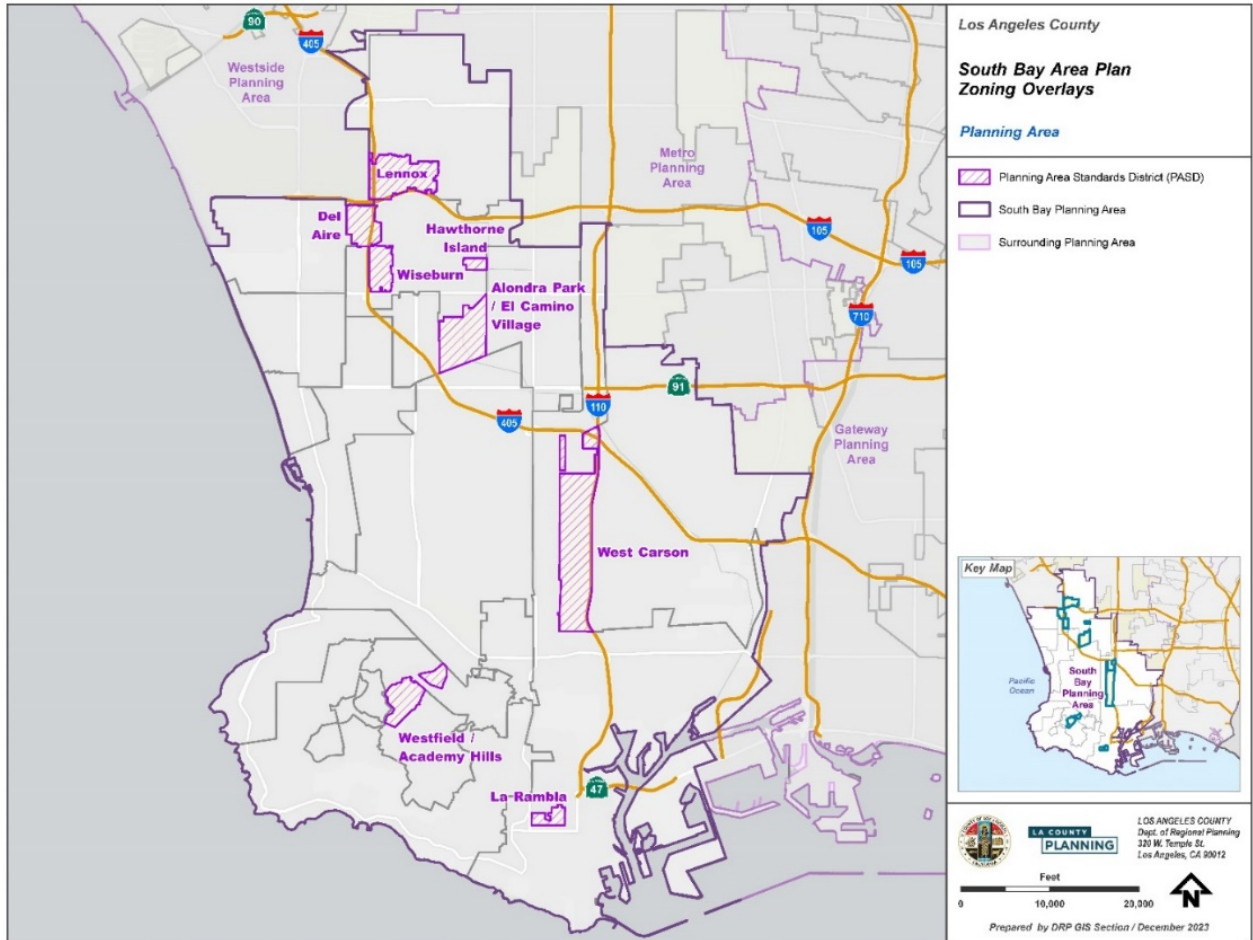 90
405
Westside
Planning
Area
Metro
Planning
Area
Lennox
Del
Aire
Hawthorne
Island
Wiseburn
Alondra Park
/ El Camino
Village
105
105
710
91
110
405
Gateway
Planning
Area
West Carson
Westfield /
Academy Hills
La-Rambla
47
Los Angeles County
South Bay Area Plan
Zoning Overlays
Planning Area
Planning Area Standards District (PASD)
South Bay Planning Area
Surrounding Planning Area
Key Map
Pacific
Ocean
South
Bay
Planning
Area
LA COUNTY
PLANNING
LOS ANGELES COUNTY
Dept. of Regional Planning
320 W. Temple St.
Los Angeles, CA 90012
Feet
0 10,000 20,000
N
Prepared by DRP GIS Section / December 2023